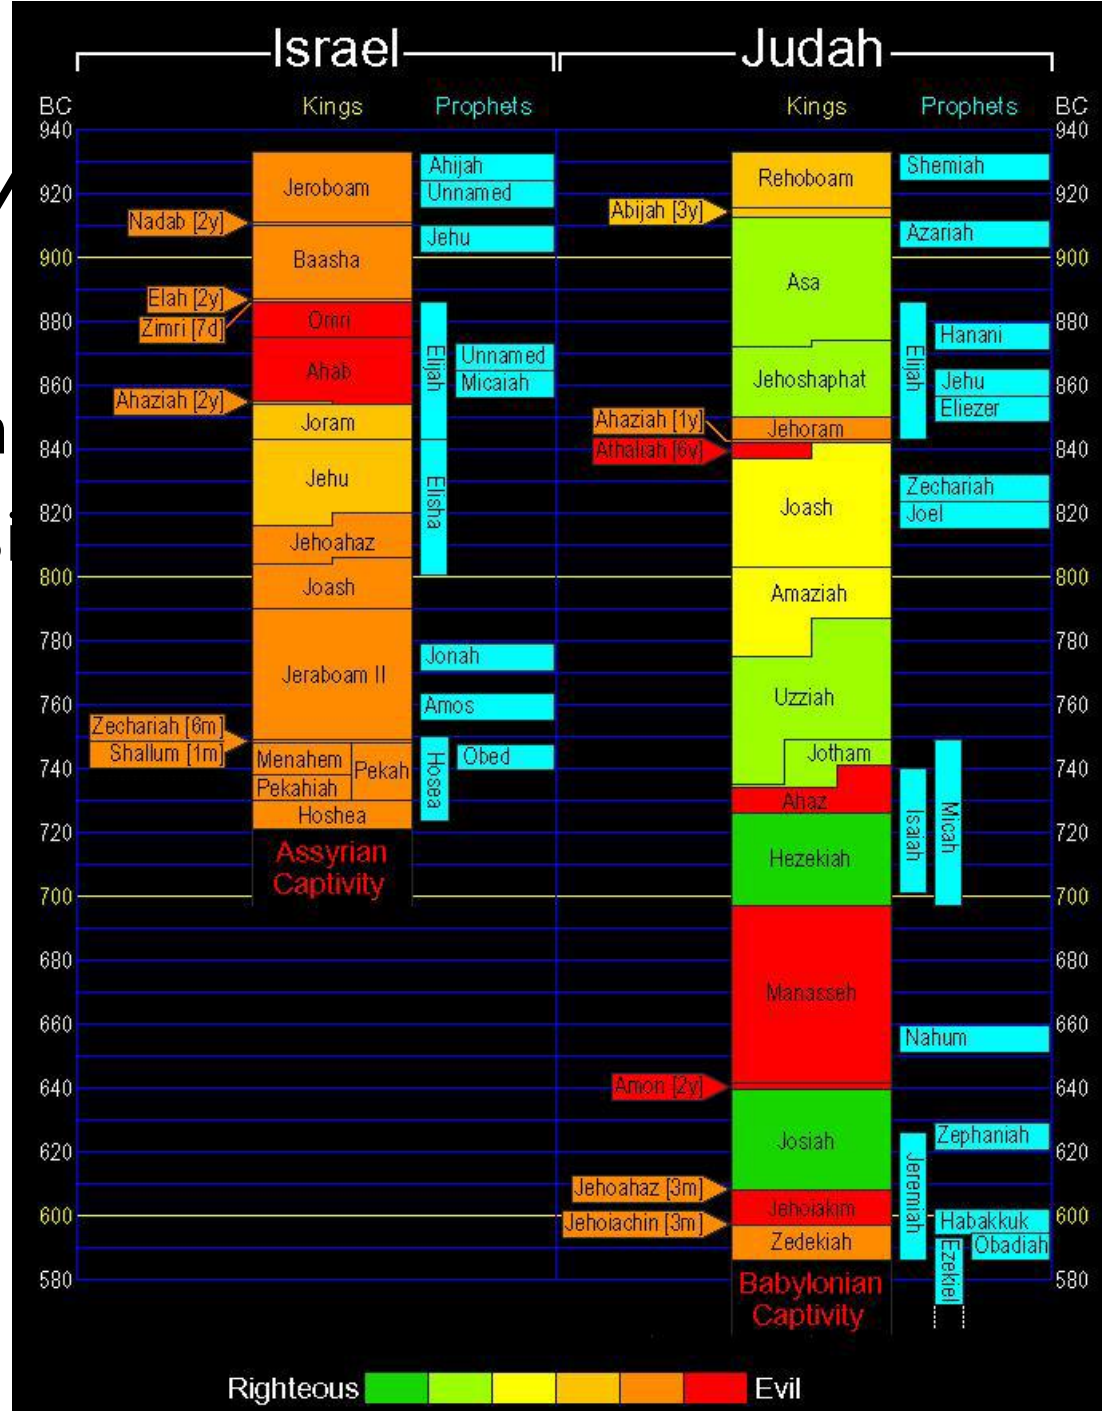 Israel
Judah
BC
Kings
Prophets
Kings
Prophets
BC
940
920
900
880
860
840
820
800
780
760
740
720
700
680
660
640
620
600
580
Nadab [2y]
Elah [2y]
Zimri [7d]
Ahaziah [2y]
Zechariah [6m]
Shallum [1m]
Jeroboam
Baasha
Omri
Ahab
Joram
Jehu
Jehoahaz
Joash
Jeraboam II
Menahem
Pekah
Pekahiah
Hoshea
Assyrian
Captivity
Ahijah
Unnamed
Jehu
Elijah
Unnamed
Micaiah
Elisha
Jonah
Amos
Hosea
Obed
Abijah [3y]
Ahaziah [1y]
Athaliah [6y]
Amon [2y]
Jehoahaz [3m]
Jehoiachin [3m]
Rehoboam
Asa
Jehoshaphat
Jehoram
Joash
Amaziah
Uzziah
Jotham
Ahaz
Hezekiah
Manasseh
Josiah
Jehoiakim
Zedekiah
Babylonian
Captivity
Shemiah
Azariah
Elijah
Hanani
Jehu
Eliezer
Zechariah
Joel
Isaiah
Micah
Nahum
Jeremiah
Zephaniah
Habakkuk
Ezekiel
Obadiah
940
920
900
880
860
840
820
800
780
760
740
720
700
680
660
640
620
600
580
Righteous
Evil